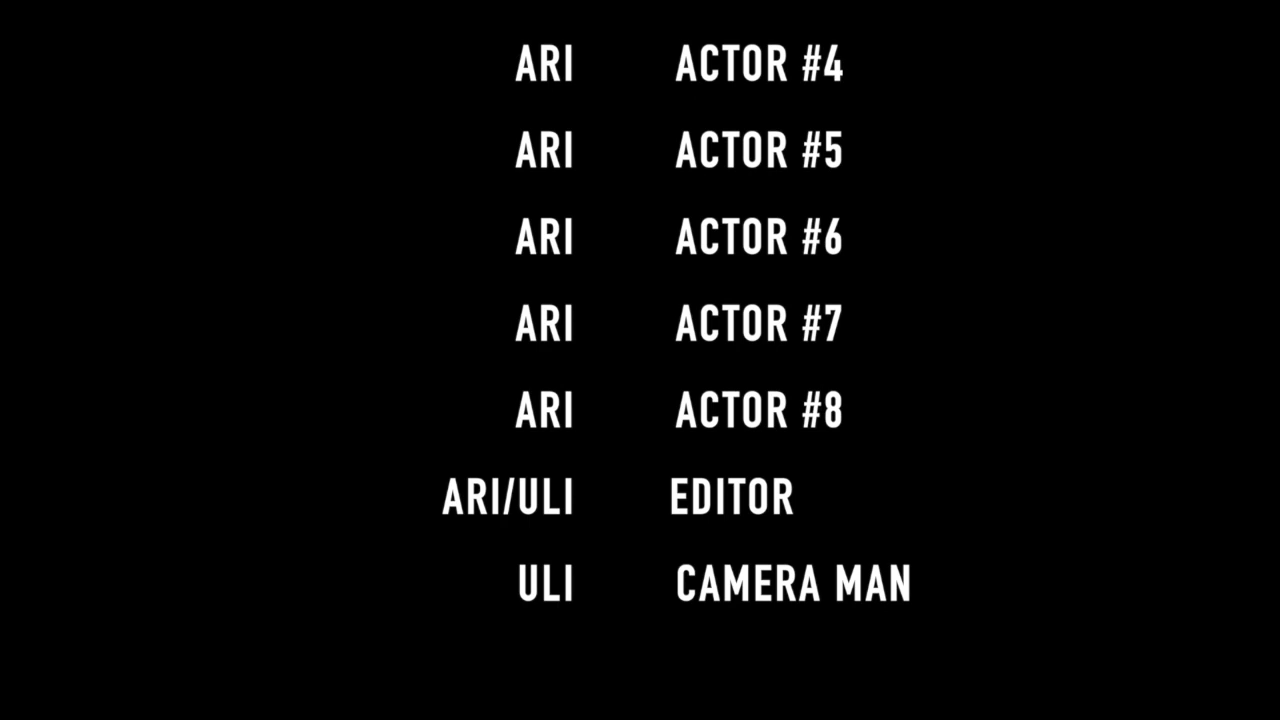 ARI ACTOR #4
ARI ACTOR #5
ARI ACTOR #6
ARI ACTOR #7
ARI ACTOR #8
ARI/ULI EDITOR
ULI CAMERA MAN